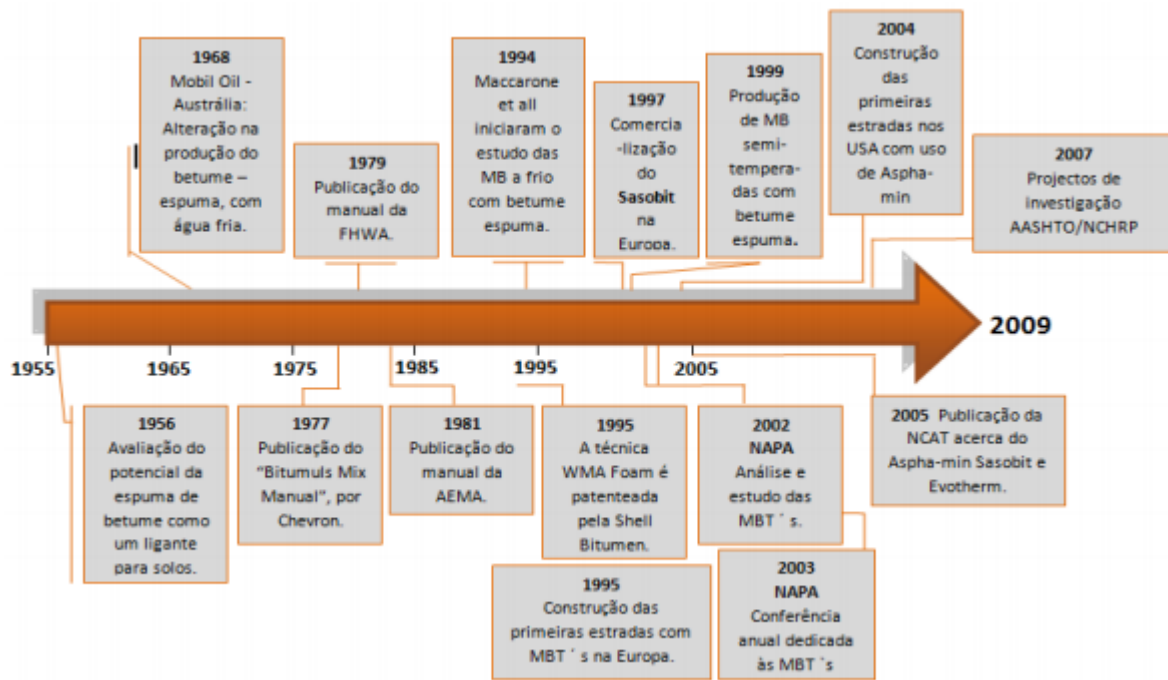 1968
Mobil Oil -
Austrália:
Alteração na
produção do
betume –
espuma, com
água fria.
1979
Publicação do
manual da
FHWA.
1994
Maccarone
et all
iniciaram o
estudo das
MB a frio
com betume
espuma.
1997
Comercia
-lização
do
Sasobit
na
Europa.
1999
Produção
de MB
semi-
tempera-
das com
betume
espuma.
2004
Construção
das
primeiras
estradas nos
USA com uso
de Aspha-
min
2007
Projectos de
investigação
AASHTO/NCHRP
2009
1955
1965
1975
1985
1995
2005
1956
Avaliação do
potencial da
espuma de
betume como
um ligante
para solos.
1977
Publicação do
“Bitumuls Mix
Manual”, por
Chevron.
1981
Publicação do
manual da
AEMA.
1995
A técnica
WMA Foam é
patenteada
pela Shell
Bitumen.
1995
Construção das
primeiras estradas com
MBT ´ s na Europa.
2002
NAPA
Análise e
estudo das
MBT ´ s.
2003
NAPA
Conferência
anual dedicada
às MBT ´s
2005 Publicação da
NCAT acerca do
Aspha-min Sasobit e
Evotherm.